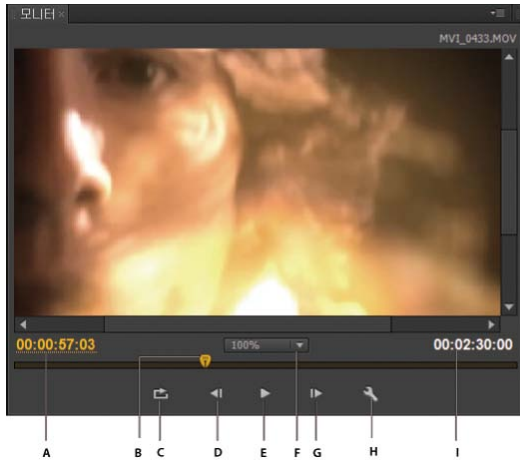 모니터
MVI_0433.MOV
00:00:57:03
100%
00:02:30:00
A B C D E F G H I